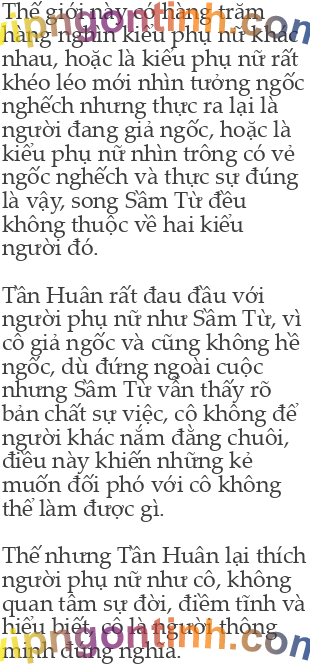 Thế giới này có hàng trăm
hàng nghìn kiểu phụ nữ khác
nhau, hoặc là kiểu phụ nữ rất
khéo léo mới nhìn tưởng ngốc
nghếch nhưng thực ra lại là
người đang giả ngốc, hoặc là
kiểu phụ nữ nhìn trông có vẻ
ngốc nghếch và thực sự đúng
là vậy, song Sầm Từ đều
không thuộc về hai kiểu
người đó.
Tần Huân rất đau đầu với
người phụ nữ như Sầm Từ, vì
cô giả ngốc và cũng không hề
ngốc, dù đứng ngoài cuộc
nhưng Sầm Từ vẫn thấy rõ
bản chất sự việc, cô không để
người khác nắm đằng chuôi,
điều này khiến những kẻ
muốn đối phó với cô không
thể làm được gì.
Thế nhưng Tần Huân lại thích
người phụ nữ như cô, không
quan tâm sự đời, điềm tĩnh và
hiểu biết, cô là người thông
minh đúng nghĩa.